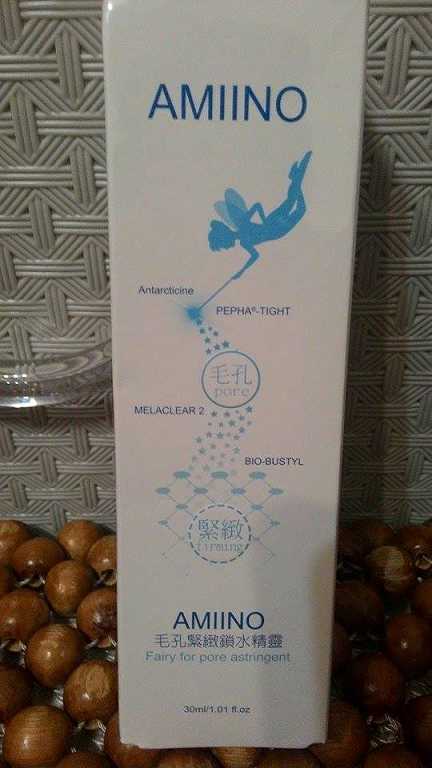 AMIINO
Antarcticine
PEPHA®-TIGHT
毛孔
pore
MELACLEAR 2
BIO-BUSTYL
緊緻
firming
AMIINO
毛孔緊緻鎖水精靈
Fairy for pore astringent
30ml/1.01 fl.oz